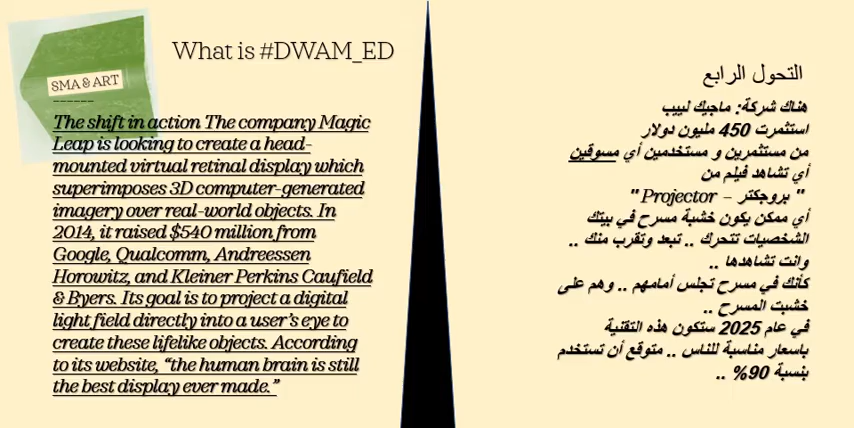 SMA & ART
What is #DWAM_ED
The shift in action The company Magic
Leap is looking to create a head-
mounted virtual retinal display which
superimposes 3D computer-generated
imagery over real-world objects. In
2014, it raised $540 million from
Google, Qualcomm, Andreessen
Horowitz, and Kleiner Perkins Caufield
& Byers. Its goal is to project a digital
light field directly into a user's eye to
create these lifelike objects. According
to its website, "the human brain is still
the best display ever made."
التحول الرابع
هناك شركة: ماجيك لييب
استثمرت 450 مليون دولار
من مستثمرين و مستخدمين أي مسوقين
أي تشاهد فيلم من
" بروجكتر – Projector "
أي ممكن يكون خشبة مسرح في بيتك
الشخصيات تتحرك .. تبعد وتقرب منك ..
وانت تشاهدها ..
كأنك في مسرح تجلس أمامهم .. وهم على
خشبت المسرح ..
في عام 2025 ستكون هذه التقنية
باسعار مناسبة للناس .. متوقع أن تستخدم
بنسبة 90% ..